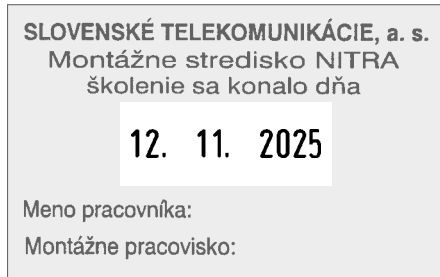 SLOVENSKÉ TELEKOMUNIKÁCIE, a. s.
Montážne stredisko NITRA
školenie sa konalo dňa
12. 11. 2025
Meno pracovníka:
Montážne pracovisko: